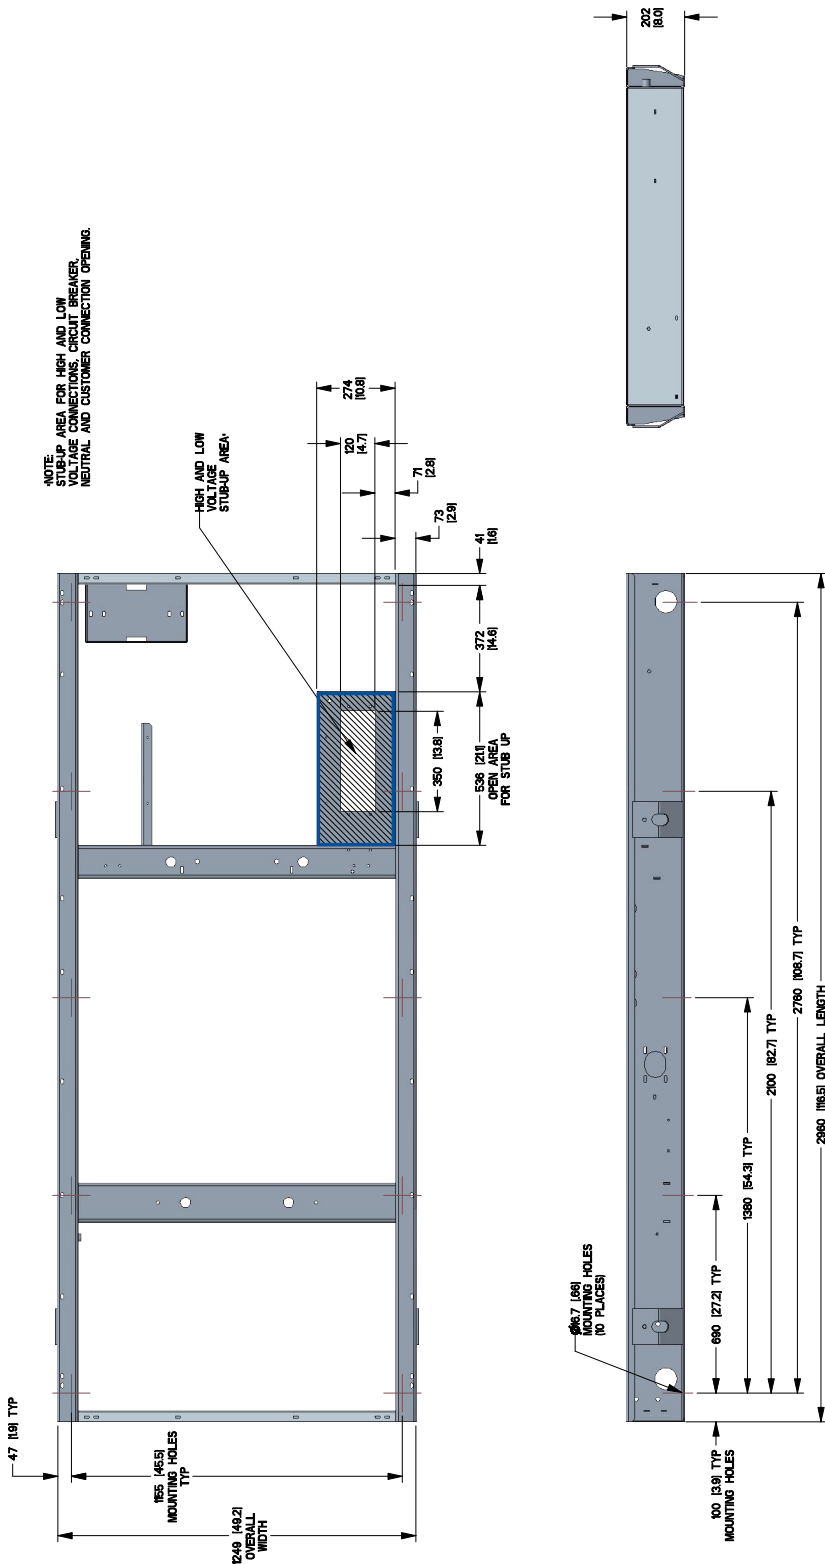 *NOTE:
STUB-UP AREA FOR HIGH AND LOW
VOLTAGE CONNECTIONS, CIRCUIT BREAKER,
NEUTRAL AND CUSTOMER CONNECTION OPENING.
HIGH AND LOW
VOLTAGE
STUB-UP AREA*
202
[8.0]
274
[10.8]
120
[4.7]
71
[2.8]
73
[2.9]
41
[1.6]
372
[14.6]
350 [13.8]
536 [21.1]
OPEN AREA
FOR STUB UP
47 [1.9] TYP
1155 [45.5]
MOUNTING HOLES
TYP
1249 [49.2]
OVERALL
WIDTH
Ø16.7 [.66]
MOUNTING HOLES
(10 PLACES)
100 [3.9] TYP
MOUNTING HOLES
690 [27.2] TYP
1380 [54.3] TYP
2100 [82.7] TYP
2760 [108.7] TYP
2960 [116.5] OVERALL LENGTH